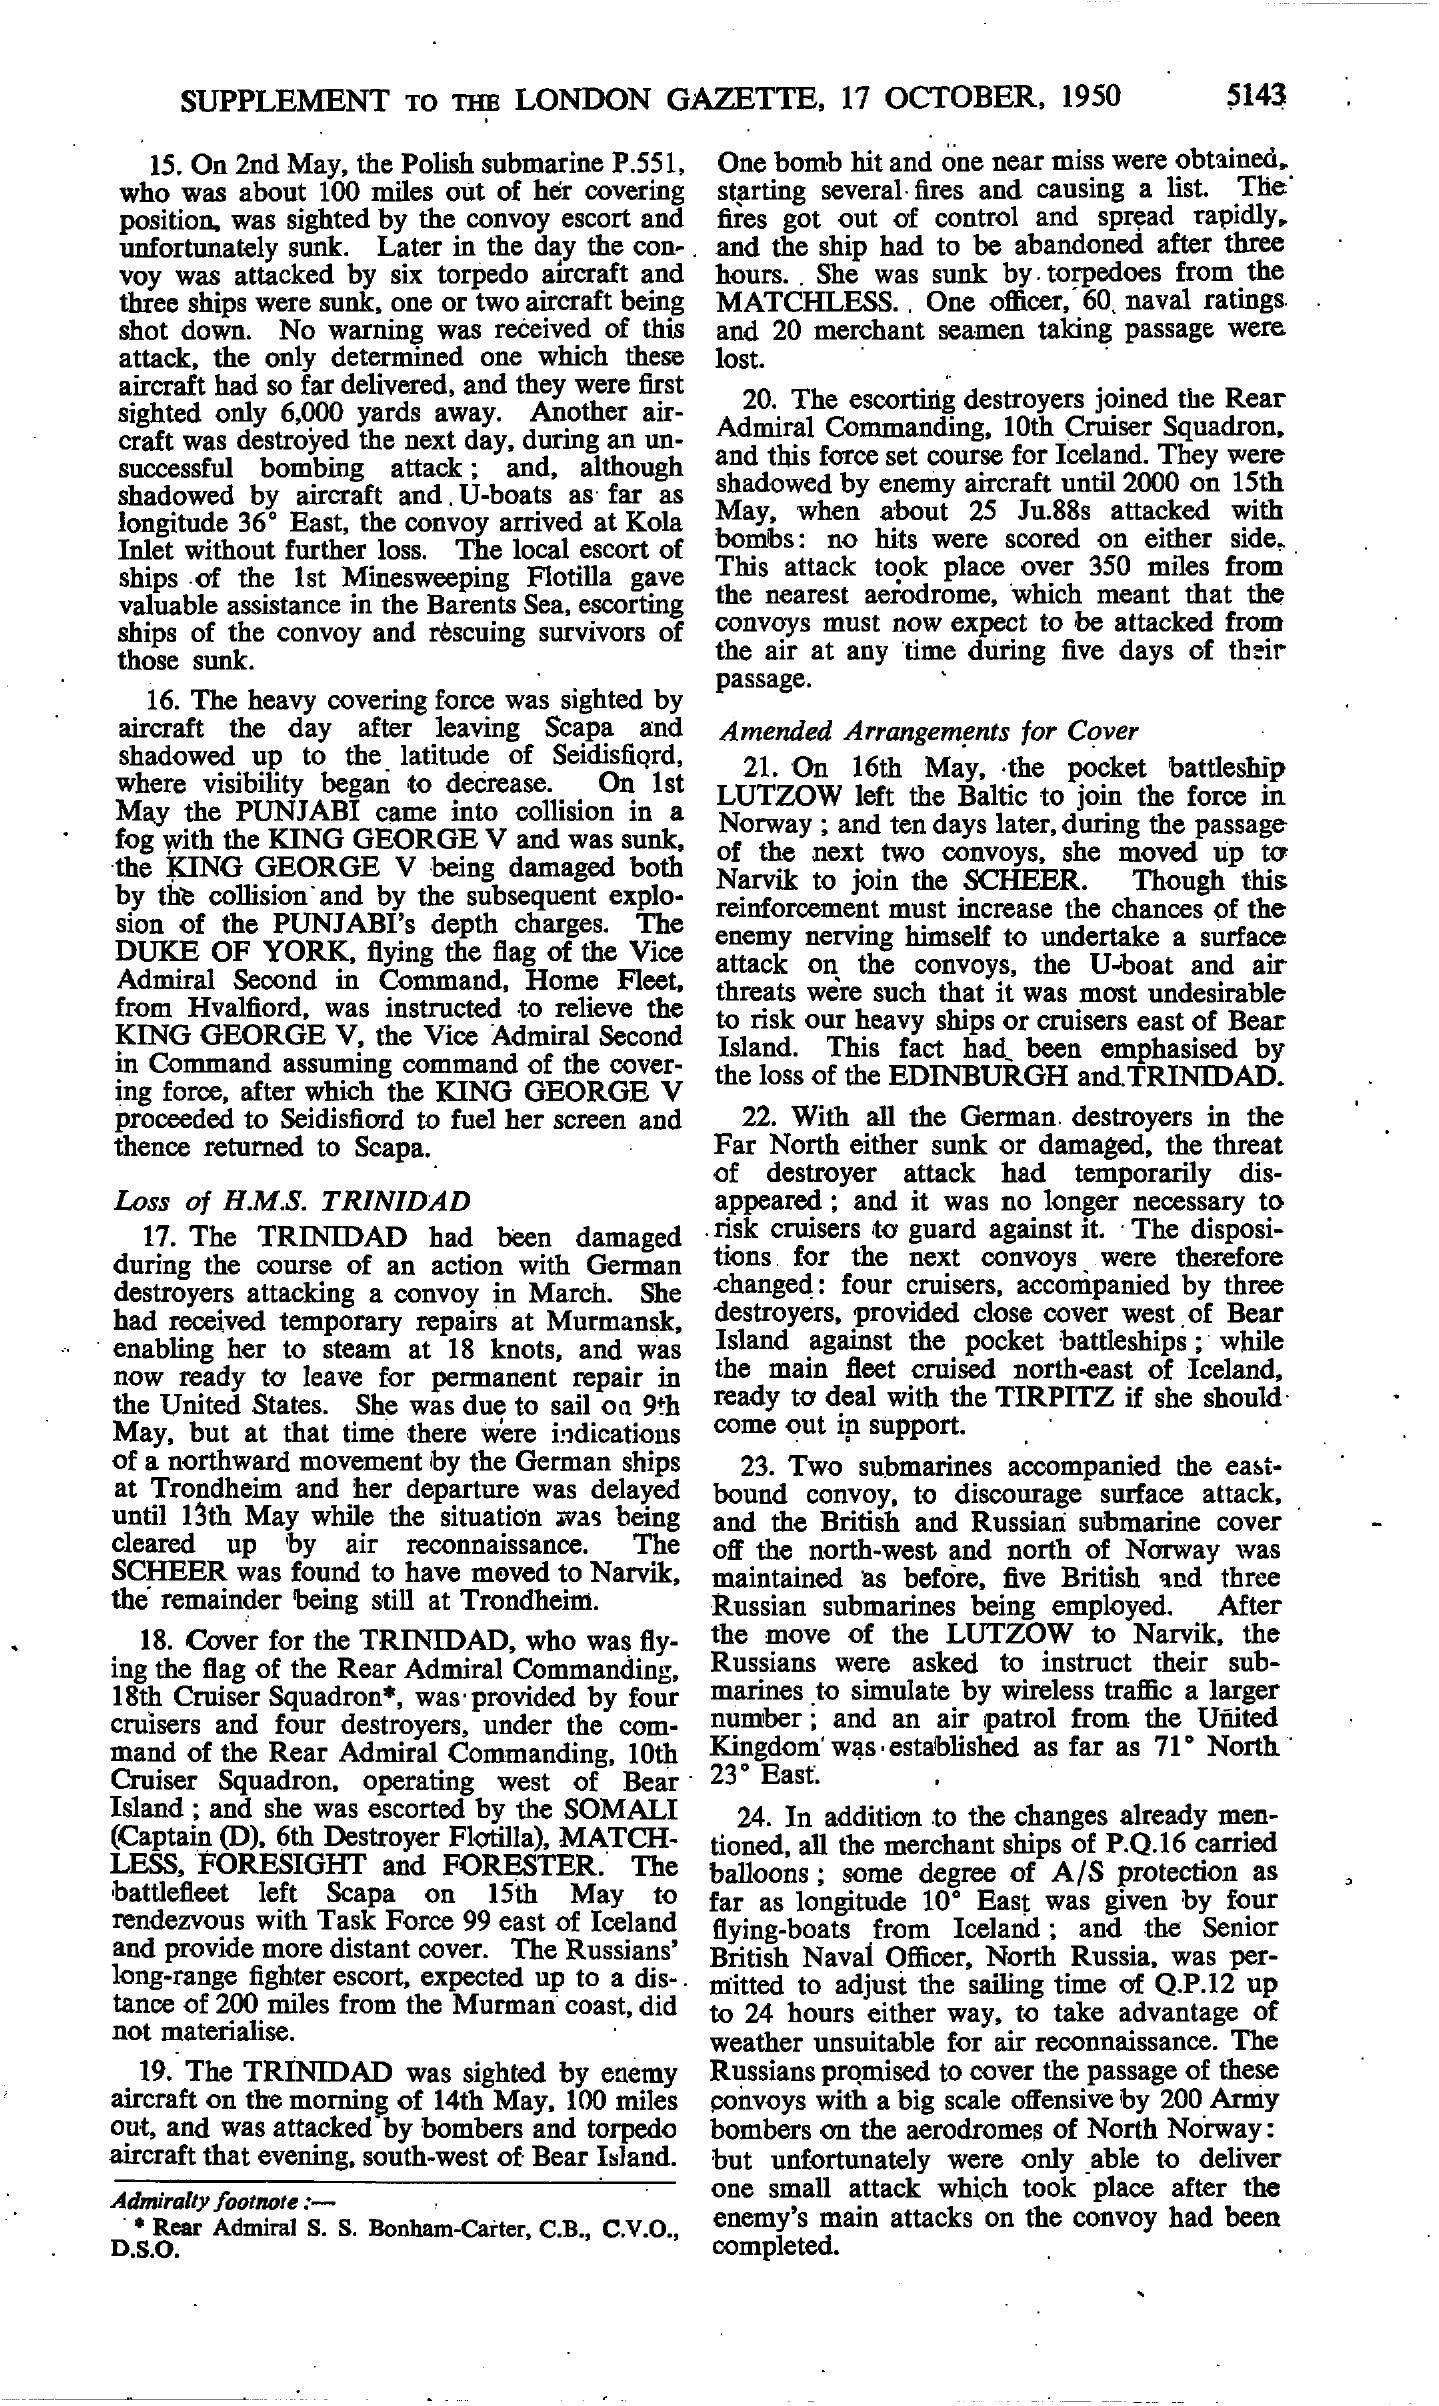 SUPPLEMENT TO THE LONDON GAZETTE, 17 OCTOBER, 1950 5143
15. On 2nd May, the Polish submarine P.551,
who was about 100 miles out of her covering
position, was sighted by the convoy escort and
unfortunately sunk. Later in the day the con-
voy was attacked by six torpedo aircraft and
three ships were sunk, one or two aircraft being
shot down. No warning was received of this
attack, the only determined one which these
aircraft had so far delivered, and they were first
sighted only 6,000 yards away. Another air-
craft was destroyed the next day, during an un-
successful bombing attack; and, although
shadowed by aircraft and U-boats as far as
longitude 36° East, the convoy arrived at Kola
Inlet without further loss. The local escort of
ships of the 1st Minesweeping Flotilla gave
valuable assistance in the Barents Sea, escorting
ships of the convoy and rescuing survivors of
those sunk.
16. The heavy covering force was sighted by
aircraft the day after leaving Scapa and
shadowed up to the latitude of Seidisfiord,
where visibility began to decrease. On 1st
May the PUNJABI came into collision in a
fog with the KING GEORGE V and was sunk,
the KING GEORGE V being damaged both
by the collision and by the subsequent explo-
sion of the PUNJABI's depth charges. The
DUKE OF YORK, flying the flag of the Vice
Admiral Second in Command, Home Fleet,
from Hvalfiord, was instructed to relieve the
KING GEORGE V, the Vice Admiral Second
in Command assuming command of the cover-
ing force, after which the KING GEORGE V
proceeded to Seidisfiord to fuel her screen and
thence returned to Scapa.
Loss of H.M.S. TRINIDAD
17. The TRINIDAD had been damaged
during the course of an action with German
destroyers attacking a convoy in March. She
had received temporary repairs at Murmansk,
enabling her to steam at 18 knots, and was
now ready to leave for permanent repair in
the United States. She was due to sail on 9th
May, but at that time there were indications
of a northward movement by the German ships
at Trondheim and her departure was delayed
until 13th May while the situation was being
cleared up by air reconnaissance. The
SCHEER was found to have moved to Narvik,
the remainder being still at Trondheim.
18. Cover for the TRINIDAD, who was fly-
ing the flag of the Rear Admiral Commanding,
18th Cruiser Squadron*, was provided by four
cruisers and four destroyers, under the com-
mand of the Rear Admiral Commanding, 10th
Cruiser Squadron, operating west of Bear
Island; and she was escorted by the SOMALI
(Captain (D), 6th Destroyer Flotilla), MATCH-
LESS, FORESIGHT and FORESTER. The
battlefleet left Scapa on 15th May to
rendezvous with Task Force 99 east of Iceland
and provide more distant cover. The Russians'
long-range fighter escort, expected up to a dis-
tance of 200 miles from the Murman coast, did
not materialise.
19. The TRINIDAD was sighted by enemy
aircraft on the morning of 14th May, 100 miles
out, and was attacked by bombers and torpedo
aircraft that evening, south-west of Bear Island.
Admiralty footnote:—
* Rear Admiral S. S. Bonham-Carter, C.B., C.V.O.,
D.S.O.
One bomb hit and one near miss were obtained,
starting several fires and causing a list. The
fires got out of control and spread rapidly,
and the ship had to be abandoned after three
hours. She was sunk by torpedoes from the
MATCHLESS. One officer, 60 naval ratings
and 20 merchant seamen taking passage were
lost.
20. The escorting destroyers joined the Rear
Admiral Commanding, 10th Cruiser Squadron,
and this force set course for Iceland. They were
shadowed by enemy aircraft until 2000 on 15th
May, when about 25 Ju.88s attacked with
bombs: no hits were scored on either side.
This attack took place over 350 miles from
the nearest aerodrome, which meant that the
convoys must now expect to be attacked from
the air at any time during five days of their
passage.
Amended Arrangements for Cover
21. On 16th May, the pocket battleship
LUTZOW left the Baltic to join the force in
Norway; and ten days later, during the passage
of the next two convoys, she moved up to
Narvik to join the SCHEER. Though this
reinforcement must increase the chances of the
enemy nerving himself to undertake a surface
attack on the convoys, the U-boat and air
threats were such that it was most undesirable
to risk our heavy ships or cruisers east of Bear
Island. This fact had been emphasised by
the loss of the EDINBURGH and TRINIDAD.
22. With all the German destroyers in the
Far North either sunk or damaged, the threat
of destroyer attack had temporarily dis-
appeared; and it was no longer necessary to
risk cruisers to guard against it. The disposi-
tions for the next convoys were therefore
changed: four cruisers, accompanied by three
destroyers, provided close cover west of Bear
Island against the pocket battleships; while
the main fleet cruised north-east of Iceland,
ready to deal with the TIRPITZ if she should
come out in support.
23. Two submarines accompanied the east-
bound convoy, to discourage surface attack,
and the British and Russian submarine cover
off the north-west and north of Norway was
maintained as before, five British and three
Russian submarines being employed. After
the move of the LUTZOW to Narvik, the
Russians were asked to instruct their sub-
marines to simulate by wireless traffic a larger
number; and an air patrol from the United
Kingdom was established as far as 71° North
23° East.
24. In addition to the changes already men-
tioned, all the merchant ships of P.Q.16 carried
balloons; some degree of A/S protection as
far as longitude 10° East was given by four
flying-boats from Iceland; and the Senior
British Naval Officer, North Russia, was per-
mitted to adjust the sailing time of Q.P.12 up
to 24 hours either way, to take advantage of
weather unsuitable for air reconnaissance. The
Russians promised to cover the passage of these
convoys with a big scale offensive by 200 Army
bombers on the aerodromes of North Norway:
but unfortunately were only able to deliver
one small attack which took place after the
enemy's main attacks on the convoy had been
completed.